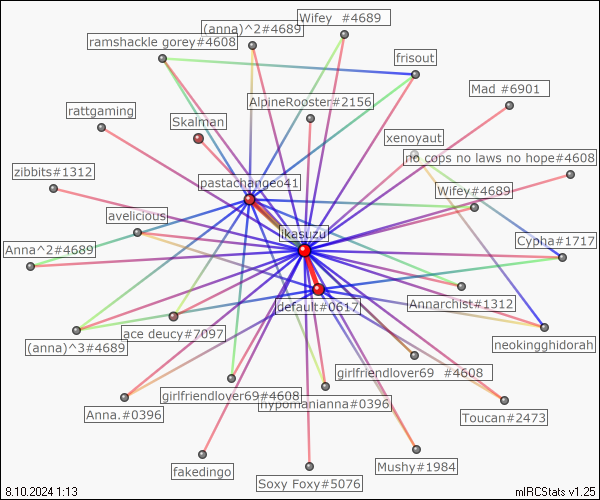 Wifey #4689
(anna)^2#4689
ramshackle gorey#4608
frisout
Mad #6901
AlpineRooster#2156
rattgaming
Skalman
xenoyaut
no cops no laws no hope#4608
zibbits#1312
pastachangeo41
Wifey#4689
avelicious
ikasuzu
Anna^2#4689
Cypha#1717
default#0617
Annarchist#1312
ace deucy#7097
neokingghidorah
(anna)^3#4689
girlfriendlover69 #4608
girlfriendlover69#4608
hypomanianna#0396
Anna.#0396
Toucan#2473
fakedingo
Mushy#1984
Soxy Foxy#5076
8.10.2024 1:13
mIRCStats v1.25